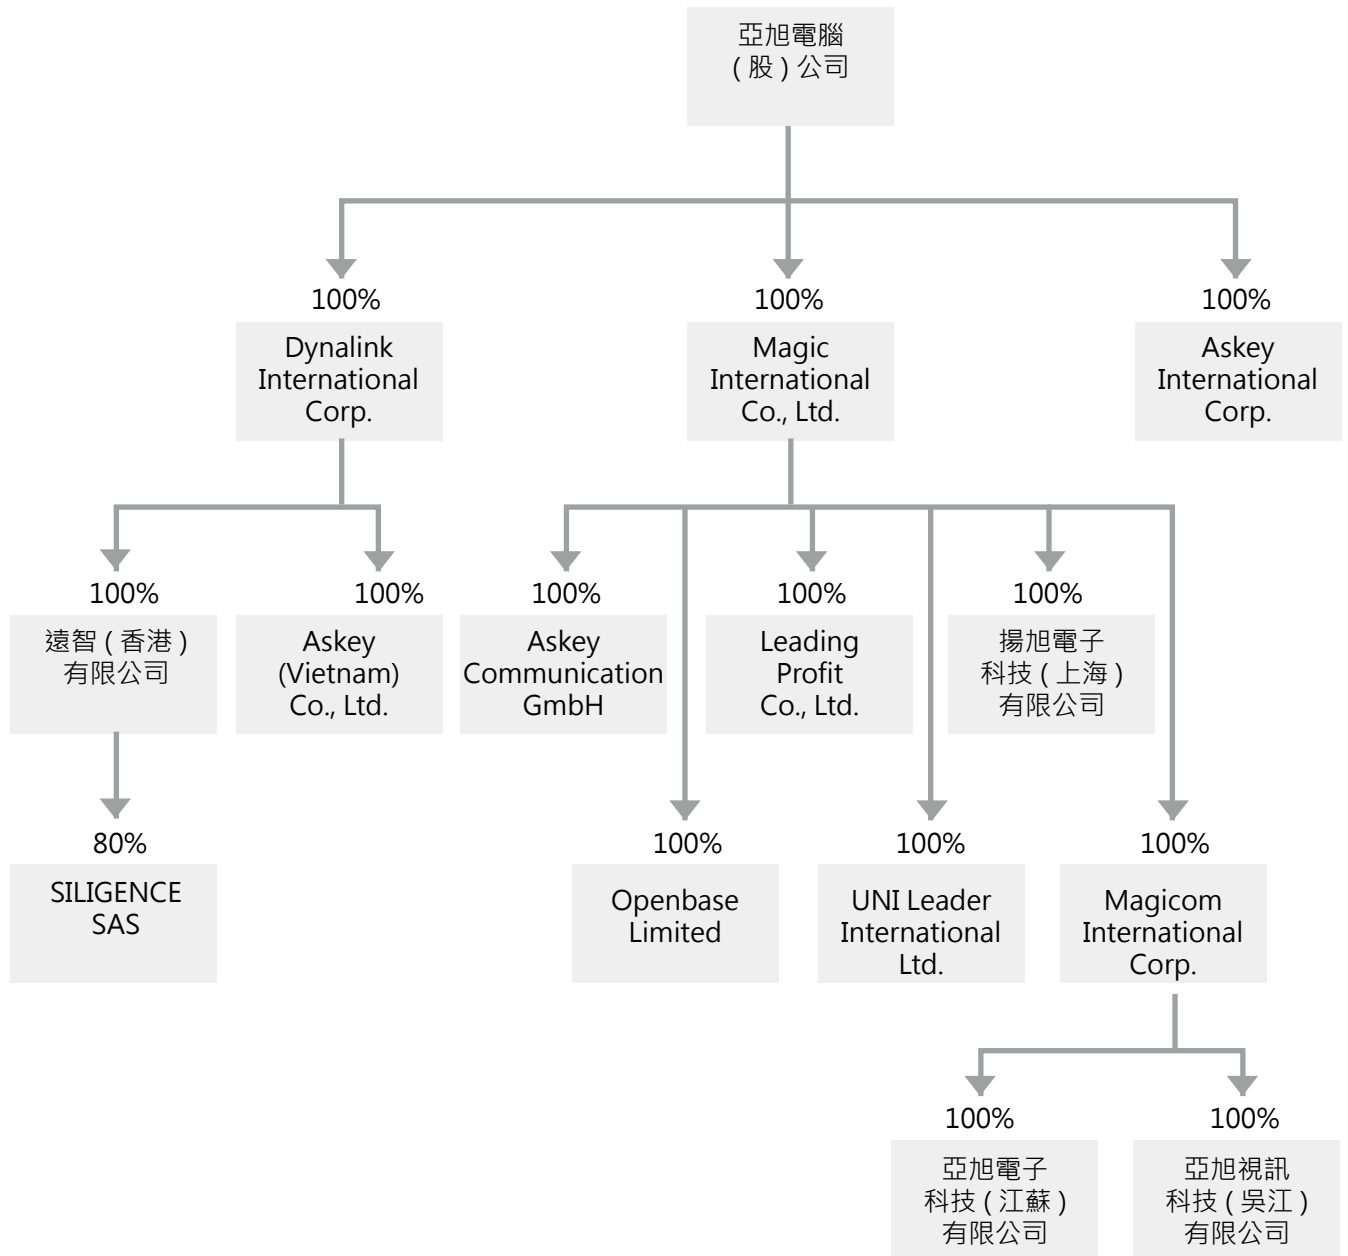 亞旭電腦
( 股 ) 公司
100%
Dynalink
International
Corp.
100%
Magic
International
Co., Ltd.
100%
Askey
International
Corp.
100%
遠智 ( 香港 )
有限公司
100%
Askey
(Vietnam)
Co., Ltd.
100%
Askey
Communication
GmbH
100%
Leading
Profit
Co., Ltd.
100%
揚旭電子
科技 ( 上海 )
有限公司
80%
SILIGENCE
SAS
100%
Openbase
Limited
100%
UNI Leader
International
Ltd.
100%
Magicom
International
Corp.
100%
亞旭電子
科技 ( 江蘇 )
有限公司
100%
亞旭視訊
科技 ( 吳江 )
有限公司